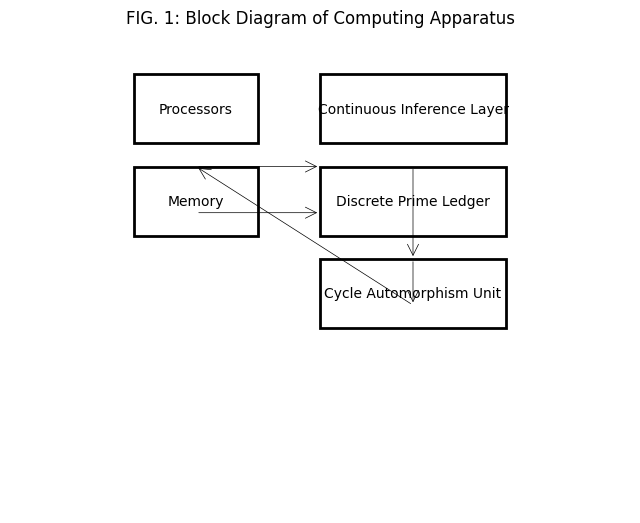 FIG. 1: Block Diagram of Computing Apparatus
Processors
Continuous Inference Layer
Memory
Discrete Prime Ledger
Cycle Automorphism Unit